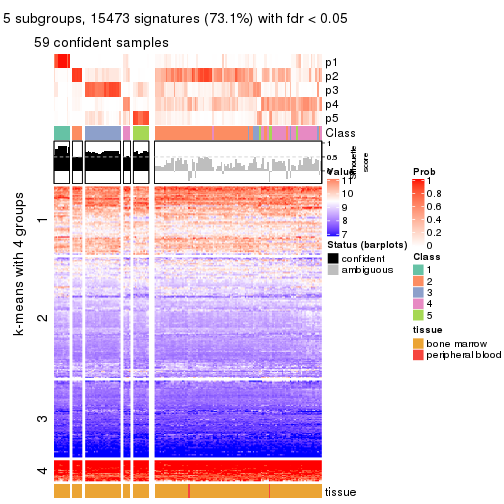 5 subgroups, 15473 signatures (73.1%) with fdr < 0.05
59 confident samples
p1
p2
p3
p4
p5
Class
1
0.5
0
Silhouette
score
k-means with 4 groups
1
2
3
4
tissue
Value
11
10
9
8
7
Status (barplots)
confident
ambiguous
Prob
1
0.8
0.6
0.4
0.2
0
Class
1
2
3
4
5
tissue
bone marrow
peripheral blood